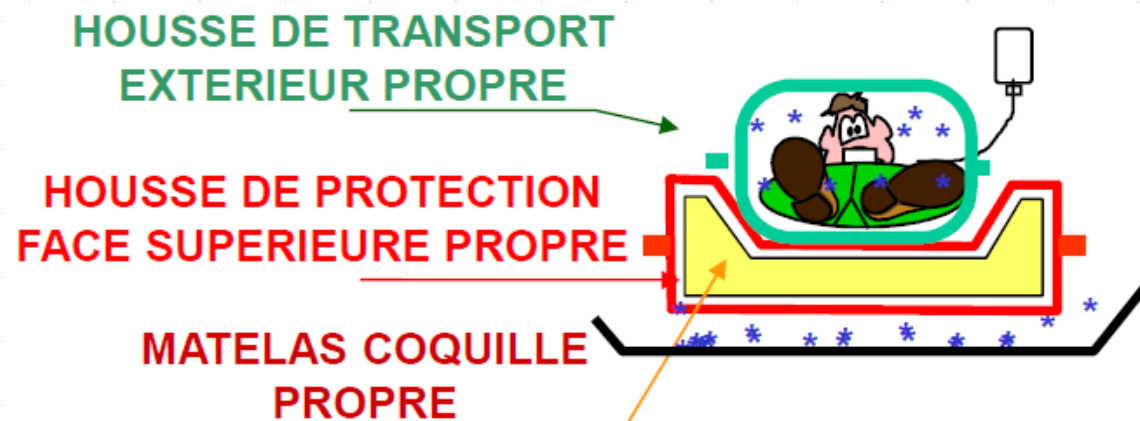 HOUSSE DE TRANSPORT
EXTERIEUR PROPRE
HOUSSE DE PROTECTION
FACE SUPERIEURE PROPRE
MATELAS COQUILLE
PROPRE